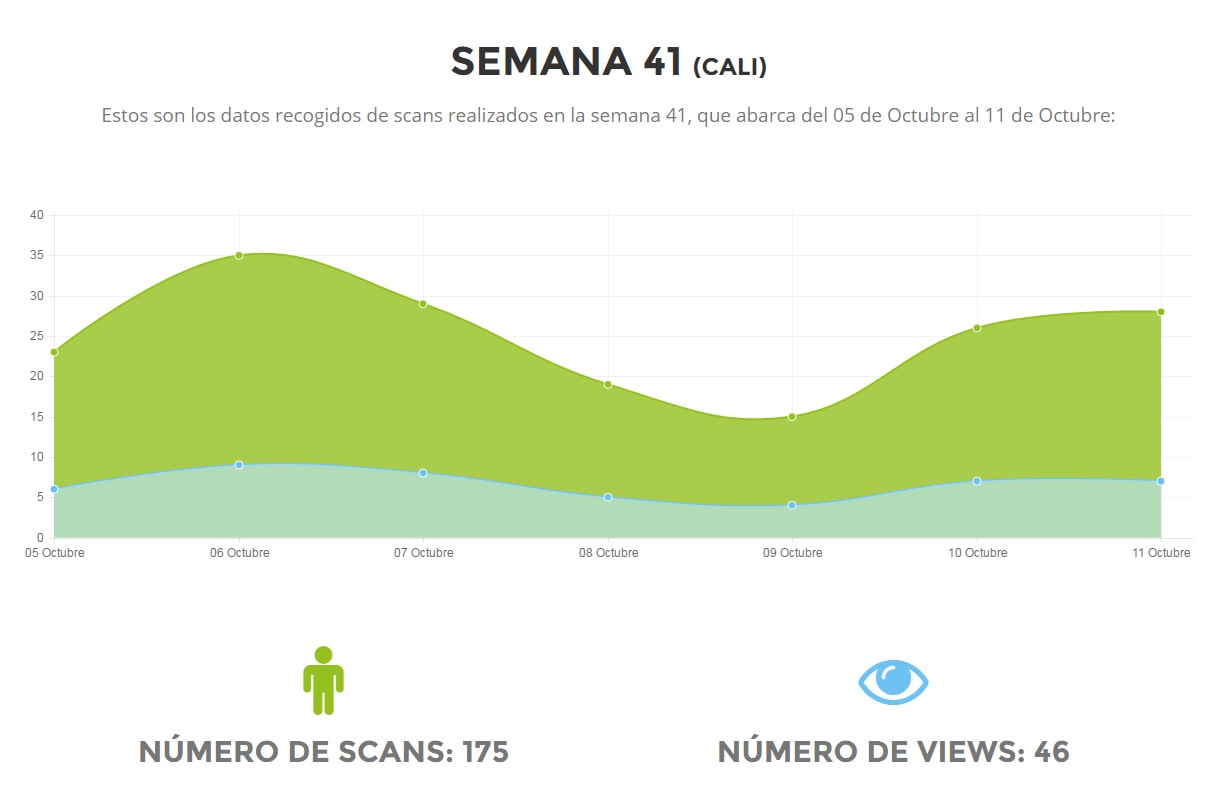 SEMANA 41 (CALI)
Estos son los datos recogidos de scans realizados en la semana 41, que abarca del 05 de Octubre al 11 de Octubre:
40
35
30
25
20
15
10
5
0
05 Octubre 06 Octubre 07 Octubre 08 Octubre 09 Octubre 10 Octubre 11 Octubre
NÚMERO DE SCANS: 175 NÚMERO DE VIEWS: 46